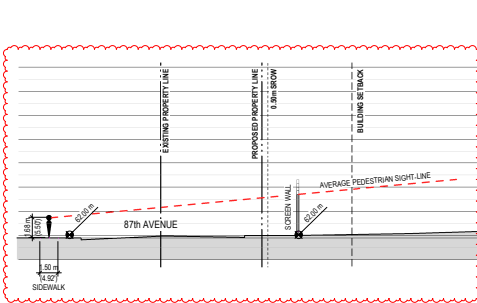 EXISTING PROPERTY LINE
PROPOSED PROPERTY LINE
0.50m SROW
BUILDING SETBACK
AVERAGE PEDESTRIAN SIGHT-LINE
SCREEN WALL
62.00 m
62.00 m
87th AVENUE
1.68 m
(5.50')
1.50 m
(4.92')
SIDEWALK